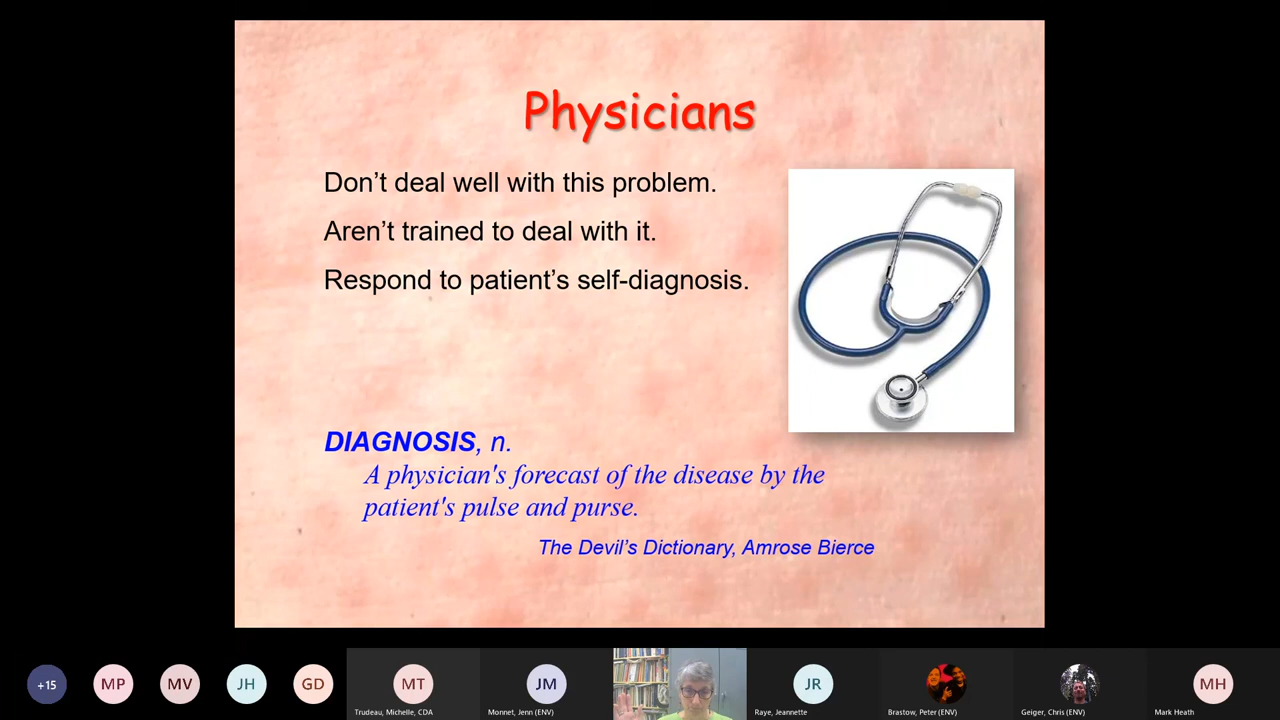 Physicians
Don't deal well with this problem.
Aren't trained to deal with it.
Respond to patient's self-diagnosis.
DIAGNOSIS, n.
A physician's forecast of the disease by the
patient's pulse and purse.
The Devil's Dictionary, Amrose Bierce
+15
MP
MV
JH
GD
MT
JM
JR
MH
Trudeau, Michelle, CDA
Monnet, Jenn (ENV)
Raye, Jeannette
Brastow, Peter (ENV)
Geiger, Chris (ENV)
Mark Heath